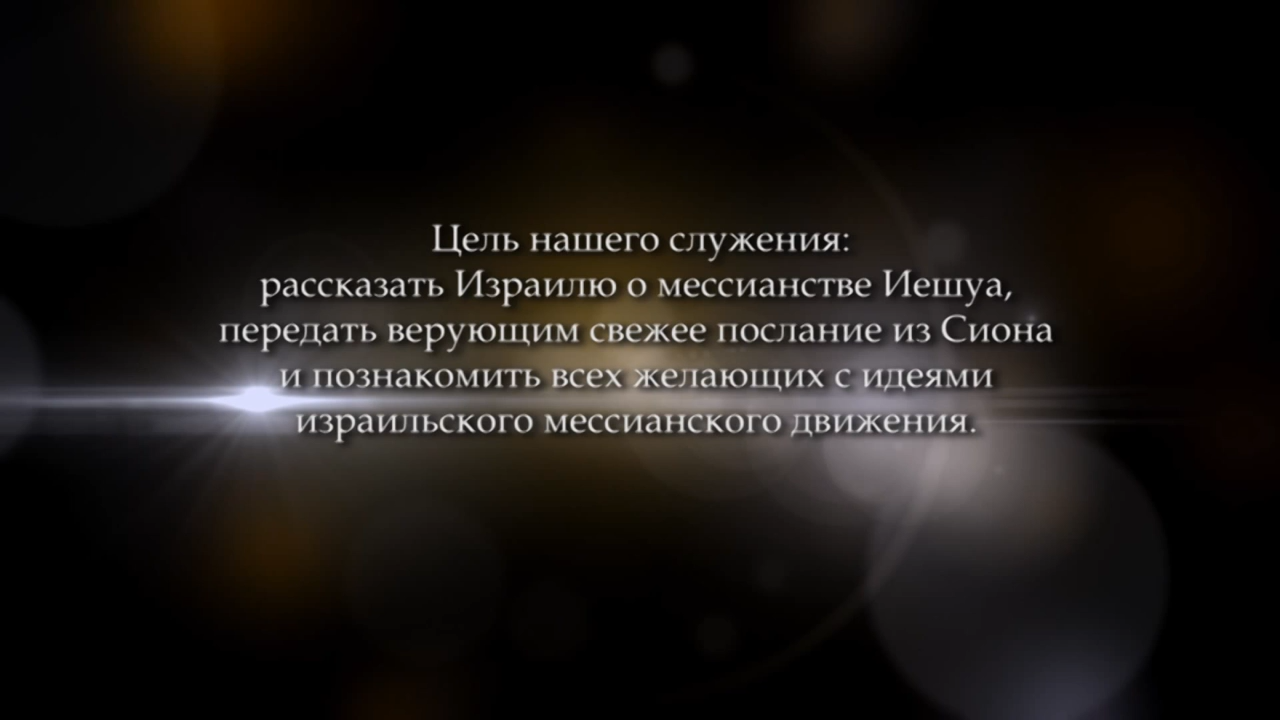 Цель нашего служения:
рассказать Израилю о мессианстве Иешуа,
передать верующим свежее послание из Сиона
и познакомить всех желающих с идеями
израильского мессианского движения.